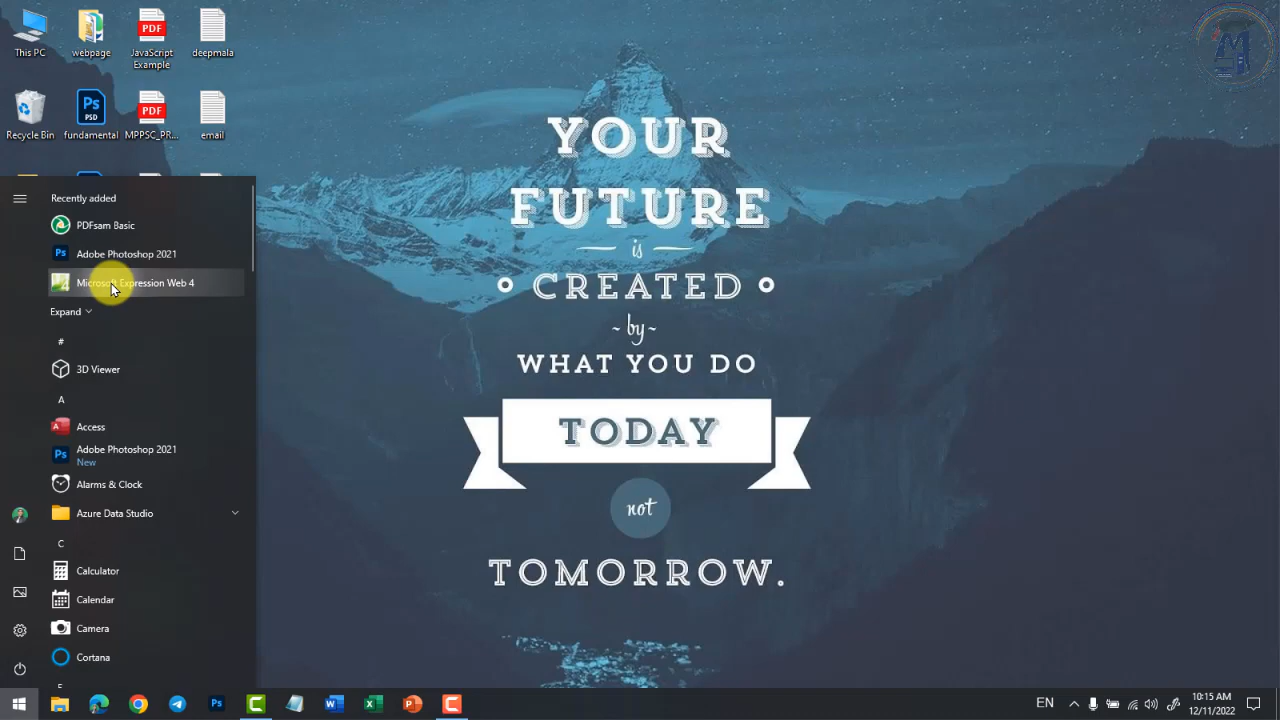 This PC
webpage
JavaScript
Example
deepmala
Recycle Bin
fundamental
MPPSC_PR...
email
Recently added
PDFsam Basic
Adobe Photoshop 2021
Microsoft Expression Web 4
Expand
#
3D Viewer
A
Access
Adobe Photoshop 2021
New
Alarms & Clock
Azure Data Studio
C
Calculator
Calendar
Camera
Cortana
YOUR
FUTURE
is
CREATED
~by~
WHAT YOU DO
TODAY
not
TOMORROW.
EN
10:15 AM
12/11/2022